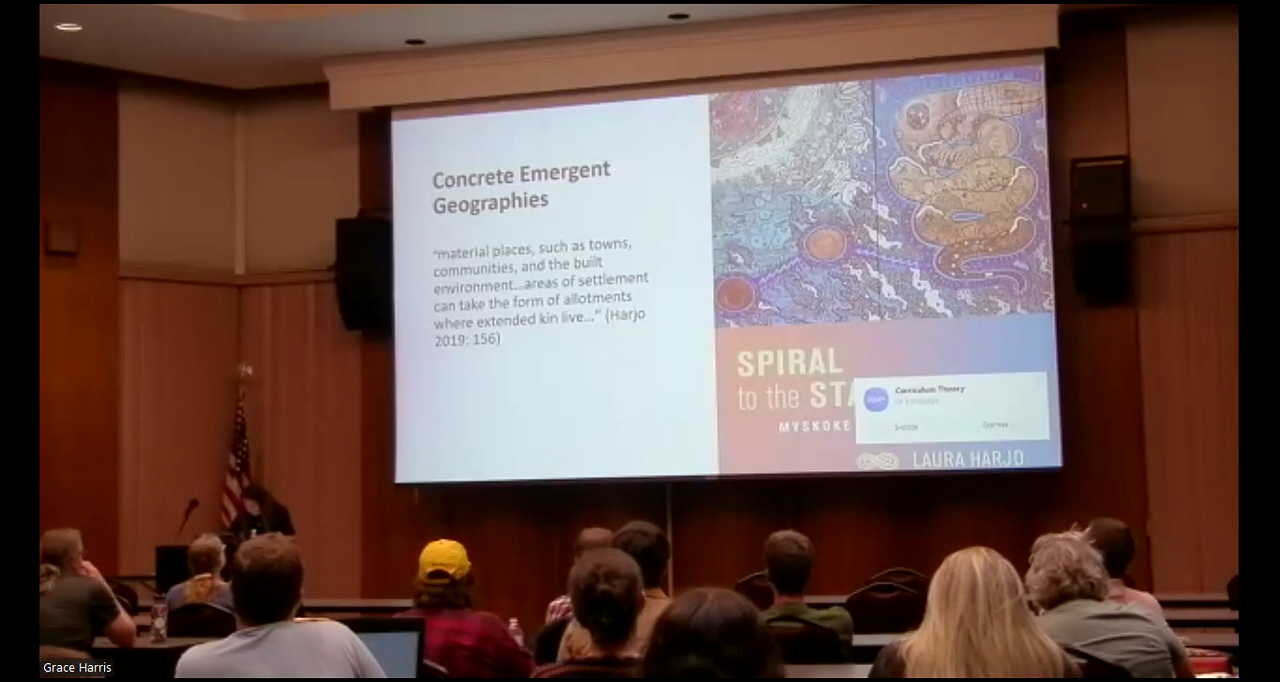 Concrete Emergent
Geographies
"material places, such as towns,
communities, and the built
environment...areas of settlement
can take the form of allotments
where extended kin live..." (Harjo
2019: 156)
SPIRAL
to the STA
MVSKOKE
LAURA HARJO
Curriculum Theory
Snooze
Dismiss
Grace Harris